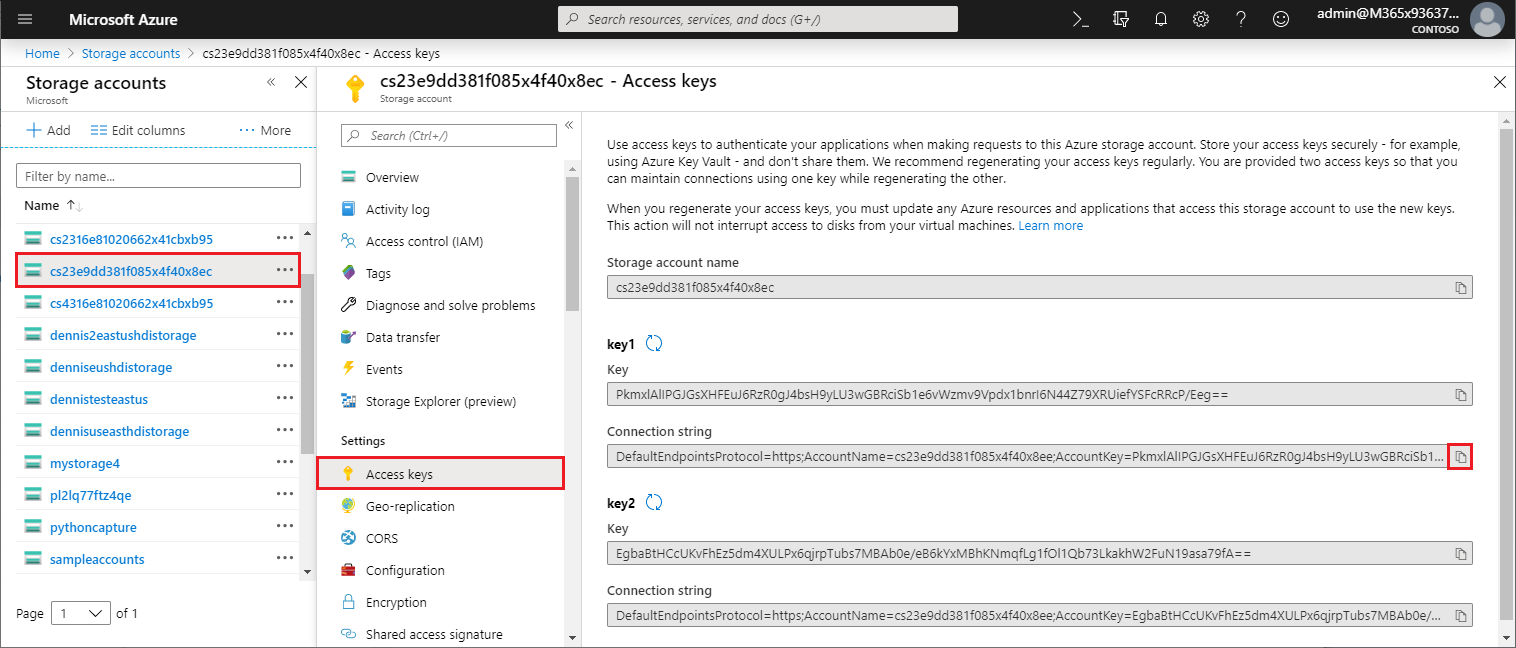 Microsoft Azure
Search resources, services, and docs (G+/)
admin@M365x93637...
CONTOSO
Home > Storage accounts > cs23e9dd381f085x4f40x8ec - Access keys
Storage accounts
Microsoft
Add Edit columns ... More
Filter by name...
Name
cs2316e81020662x41cbxb95
cs23e9dd381f085x4f40x8ec
cs4316e81020662x41cbxb95
dennis2eastushdistorage
denniseushdistorage
dennistesteastus
dennisuseasthdistorage
mystorage4
pl2lq77ftz4qe
pythoncapture
sampleaccounts
Page 1 of 1
cs23e9dd381f085x4f40x8ec - Access keys
Storage account
Search (Ctrl+/)
Overview
Activity log
Access control (IAM)
Tags
Diagnose and solve problems
Data transfer
Events
Storage Explorer (preview)
Settings
Access keys
Geo-replication
CORS
Configuration
Encryption
Shared access signature
Use access keys to authenticate your applications when making requests to this Azure storage account. Store your access keys securely - for example,
using Azure Key Vault - and don't share them. We recommend regenerating your access keys regularly. You are provided two access keys so that you
can maintain connections using one key while regenerating the other.
When you regenerate your access keys, you must update any Azure resources and applications that access this storage account to use the new keys.
This action will not interrupt access to disks from your virtual machines. Learn more
Storage account name
cs23e9dd381f085x4f40x8ec
key1
Key
PkmxlAlIPGJGsXHFEuJ6RzR0gJ4bsH9yLU3wGBRciSb1e6vWzmv9Vpdx1bnrI6N44Z79XRUiefYSFcRRcP/Eeg==
Connection string
DefaultEndpointsProtocol=https;AccountName=cs23e9dd381f085x4f40x8ee;AccountKey=PkmxlAlIPGJGsXHFEuJ6RzR0gJ4bsH9yLU3wGBRciSb1...
key2
Key
EgbaBtHCcUKvFhEz5dm4XULPx6qjrpTubs7MBAb0e/eB6kYxMBhKNmqfLg1fOl1Qb73LkakhW2FuN19asa79fA==
Connection string
DefaultEndpointsProtocol=https;AccountName=cs23e9dd381f085x4f40x8ee;AccountKey=EgbaBtHCcUKvFhEz5dm4XULPx6qjrpTubs7MBAb0e/...